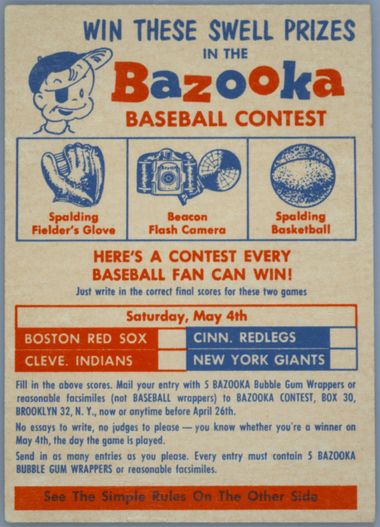 WIN THESE SWELL PRIZES
IN THE
Bazooka
BASEBALL CONTEST
Spalding
Fielder's Glove
Beacon
Flash Camera
Spalding
Basketball
HERE'S A CONTEST EVERY
BASEBALL FAN CAN WIN!
Just write in the correct final scores for these two games
Saturday, May 4th
BOSTON RED SOX
CLEVE. INDIANS
CINN. REDLEGS
NEW YORK GIANTS
Fill in the above scores. Mail your entry with 5 BAZOOKA Bubble Gum Wrappers or
reasonable facsimiles (not BASEBALL wrappers) to BAZOOKA CONTEST, BOX 30,
BROOKLYN 32, N. Y., now or anytime before April 26th.
No essays to write, no judges to please — you know whether you're a winner on
May 4th, the day the game is played.
Send in as many entries as you please. Every entry must contain 5 BAZOOKA
BUBBLE GUM WRAPPERS or reasonable facsimiles.
See The Simple Rules On The Other Side